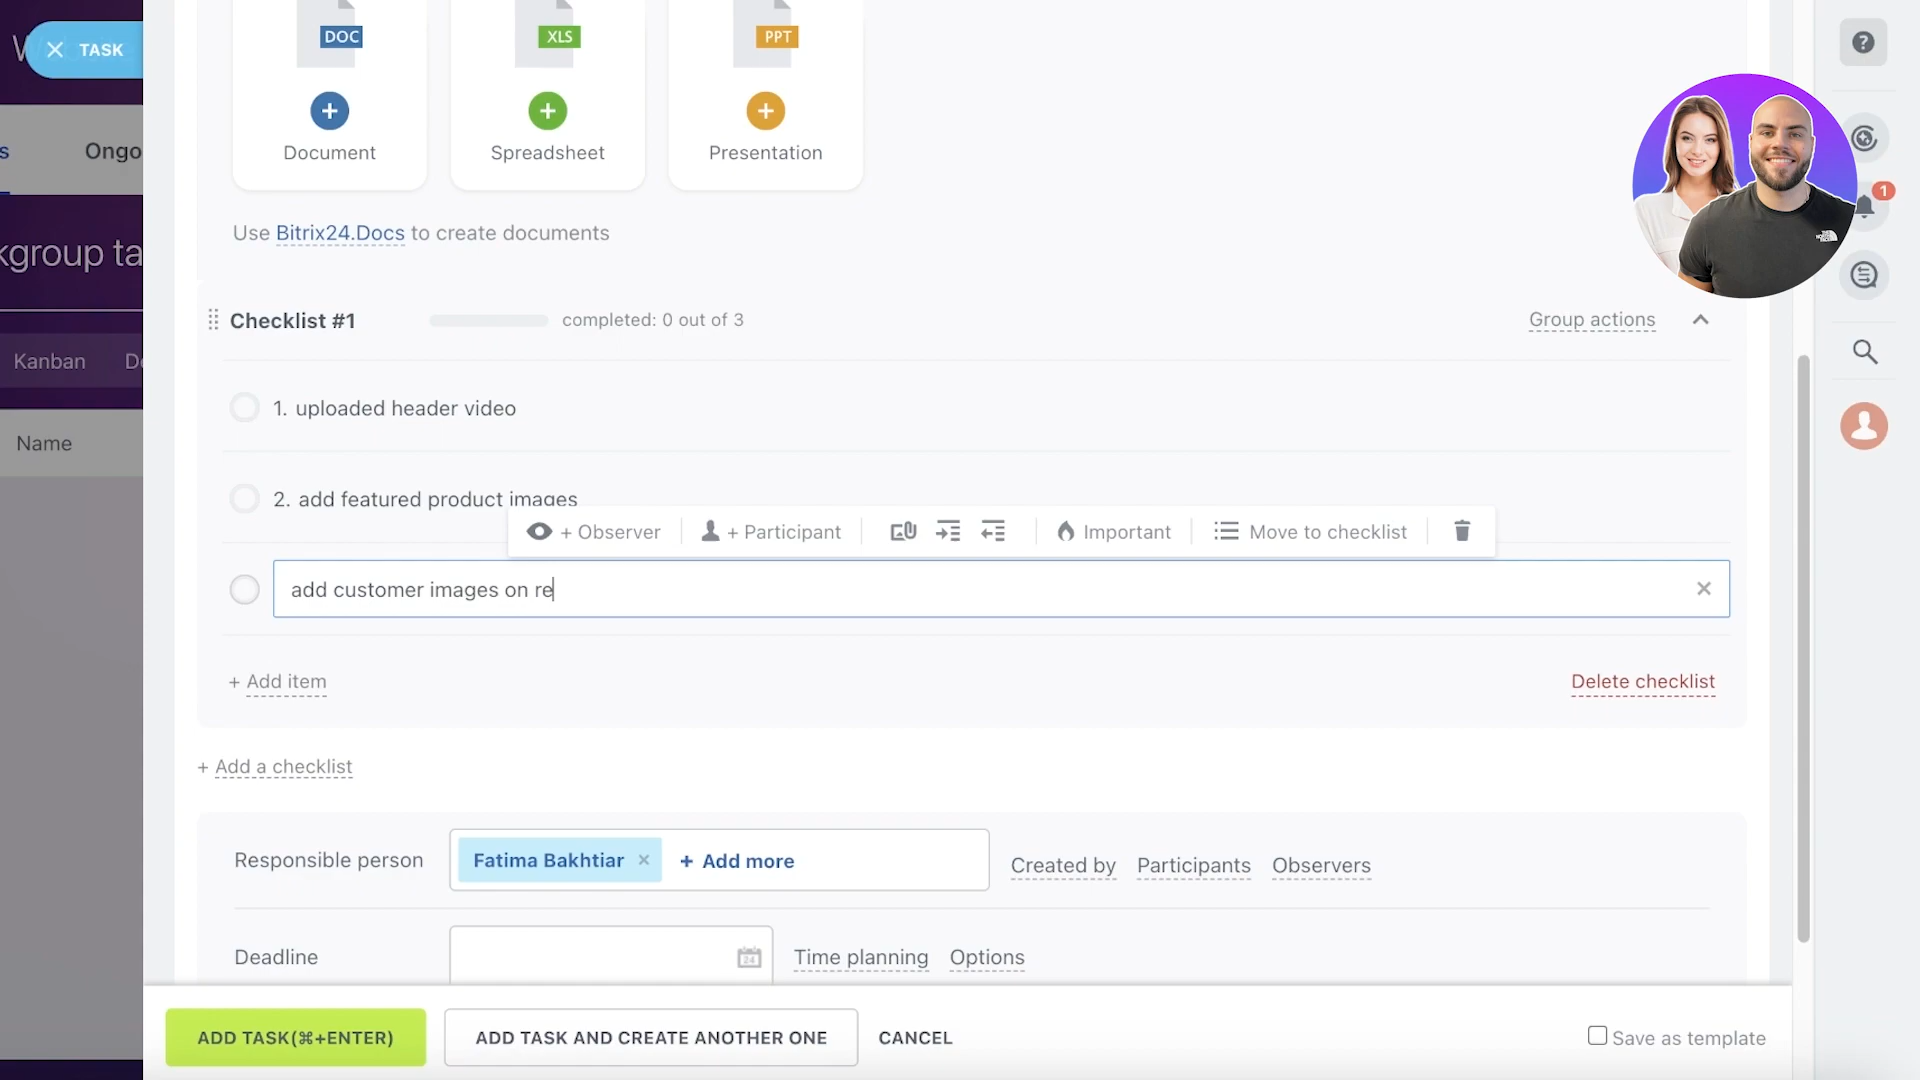 TASK
DOC
XLS
PPT
Document
Spreadsheet
Presentation
Ongo
Use Bitrix24.Docs to create documents
kgroup ta
Checklist #1
completed: 0 out of 3
Group actions
Kanban
1. uploaded header video
Name
2. add featured product images
+ Observer
+ Participant
Important
Move to checklist
add customer images on re
+ Add item
Delete checklist
+ Add a checklist
Responsible person
Fatima Bakhtiar
+ Add more
Created by
Participants
Observers
Deadline
24
Time planning
Options
ADD TASK(⌘+ENTER)
ADD TASK AND CREATE ANOTHER ONE
CANCEL
Save as template
?
1